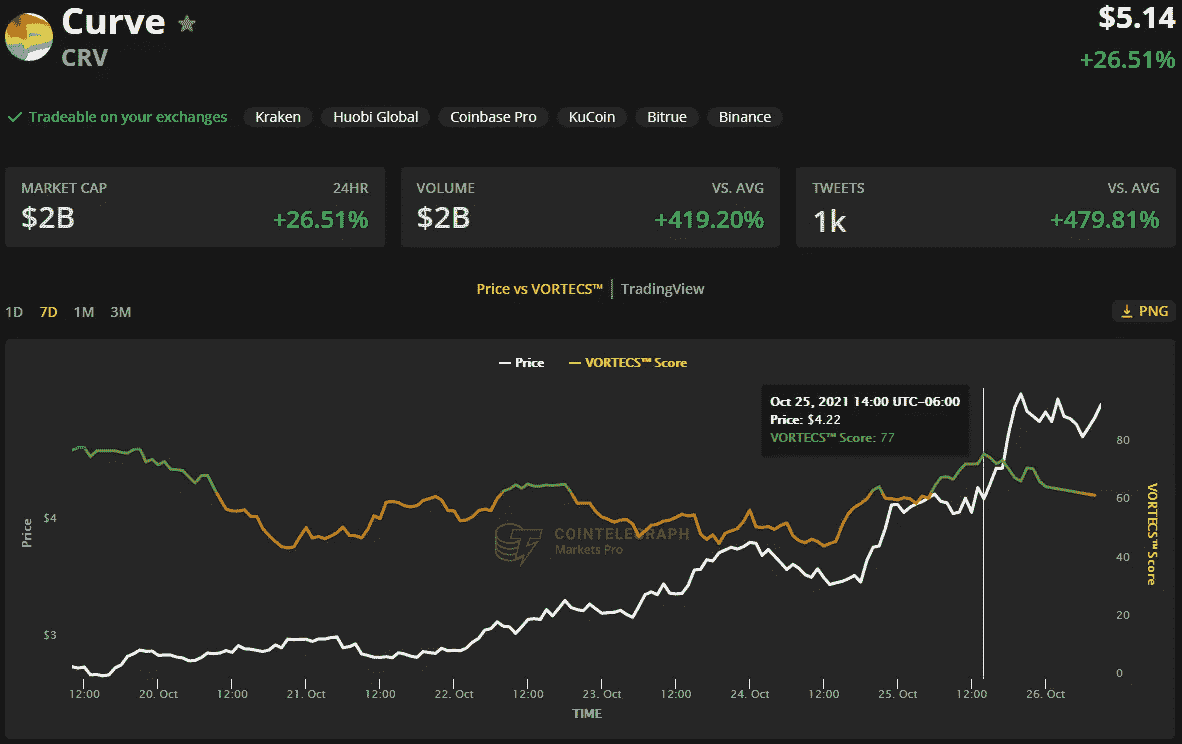 Curve
$5.14
CRV
+26.51%
Tradeable on your exchanges Kraken Huobi Global Coinbase Pro KuCoin Bitrue Binance
MARKET CAP 24HR
$2B +26.51%
VOLUME VS. AVG
$2B +419.20%
TWEETS VS. AVG
1k +479.81%
Price vs VORTECS™ | TradingView
1D 7D 1M 3M
PNG
Price VORTECS™ Score
Oct 25, 2021 14:00 UTC-06:00
Price: $4.22
VORTECS™ Score: 77
Price
$4
$3
COINTELEGRAPH
Markets Pro
80
60
40
20
0
VORTECS™ Score
12:00 20. Oct 12:00 21. Oct 12:00 22. Oct 12:00 23. Oct 12:00 24. Oct 12:00 25. Oct 12:00 26. Oct
TIME